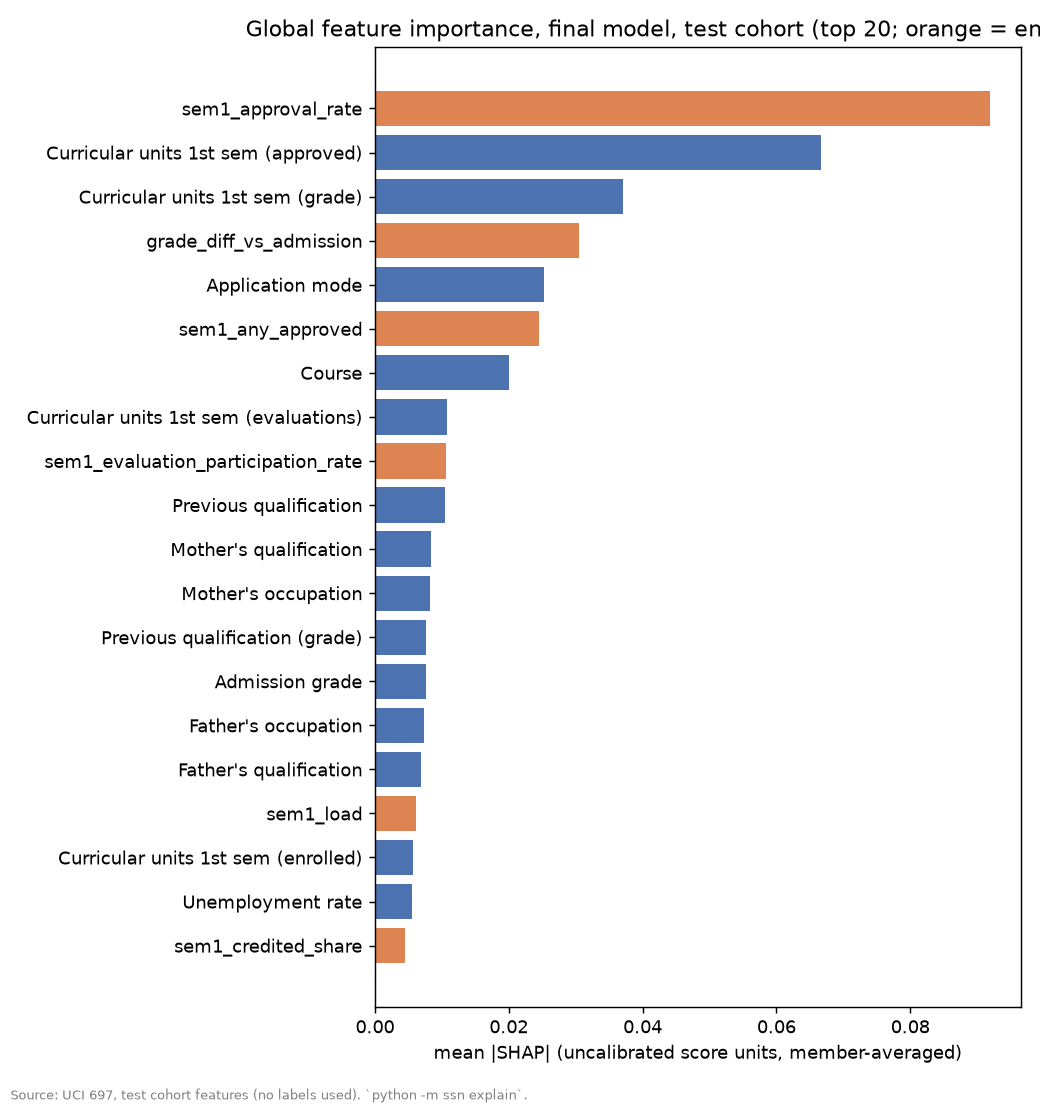 Global feature importance, final model, test cohort (top 20; orange = en
sem1_approval_rate
Curricular units 1st sem (approved)
Curricular units 1st sem (grade)
grade_diff_vs_admission
Application mode
sem1_any_approved
Course
Curricular units 1st sem (evaluations)
sem1_evaluation_participation_rate
Previous qualification
Mother's qualification
Mother's occupation
Previous qualification (grade)
Admission grade
Father's occupation
Father's qualification
sem1_load
Curricular units 1st sem (enrolled)
Unemployment rate
sem1_credited_share
0.00 0.02 0.04 0.06 0.08
mean |SHAP| (uncalibrated score units, member-averaged)
Source: UCI 697, test cohort features (no labels used). `python -m ssn explain`.